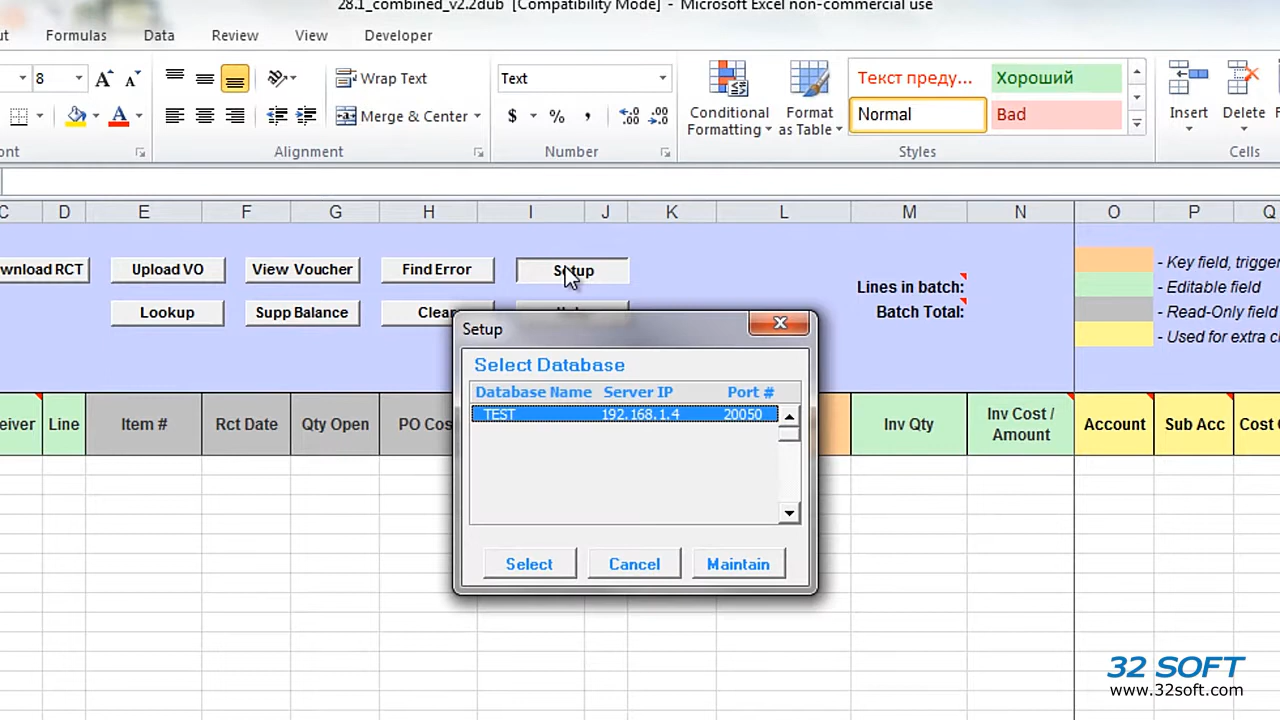 28.1_combined_v2.2dub [Compatibility Mode] - Microsoft Excel non-commercial use
Formulas Data Review View Developer
8 A A Wrap Text Text Текст преду... Хороший
A Merge & Center $ % Conditional Formatting Format as Table Normal Bad Insert Delete
Alignment Number Styles Cells
C D E F G H I J K L M N O P Q
wnload RCT Upload VO View Voucher Find Error Setup
Lookup Supp Balance Clear
Lines in batch:
Batch Total:
- Key field, trigger
- Editable field
- Read-Only field
- Used for extra c
eiver Line Item # Rct Date Qty Open PO Cos Inv Qty Inv Cost / Amount Account Sub Acc Cost
Setup
Select Database
Database Name Server IP Port #
TEST 192.168.1.4 20050
Select Cancel Maintain
32 SOFT
www.32soft.com